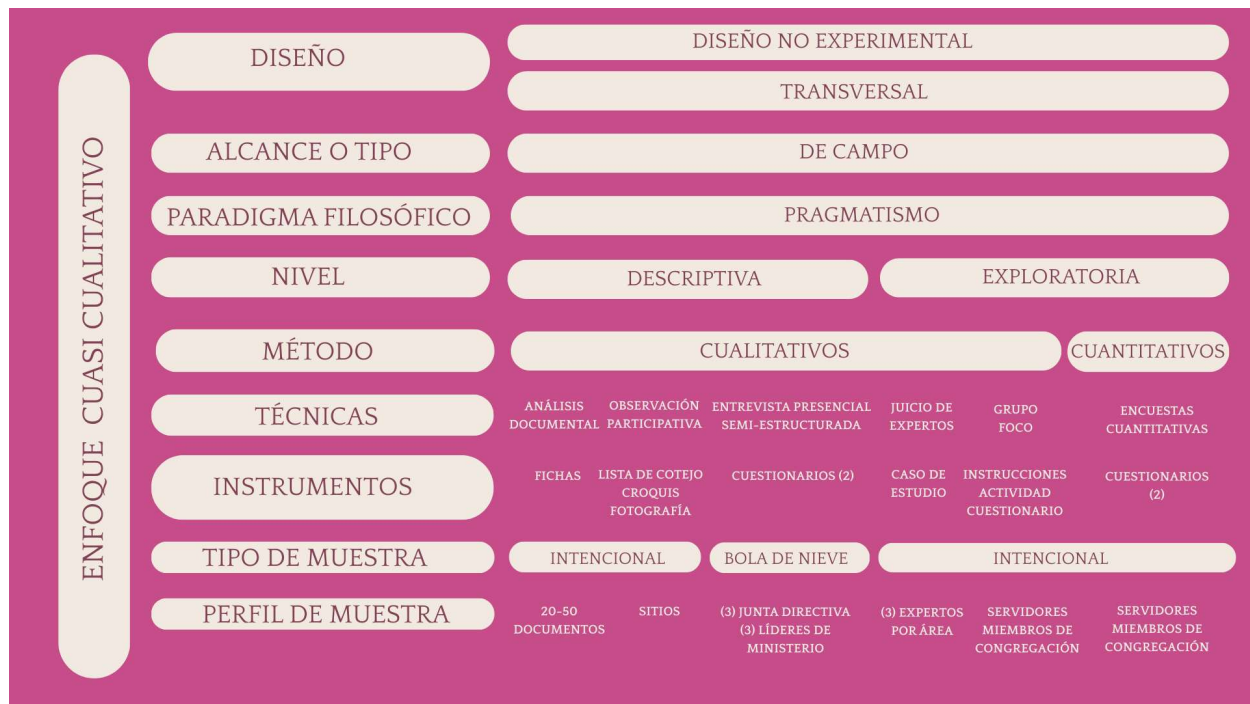 ENFOQUE CUASI CUALITATIVO
DISEÑO
DISEÑO NO EXPERIMENTAL
TRANSVERSAL
ALCANCE O TIPO
DE CAMPO
PARADIGMA FILOSÓFICO
PRAGMATISMO
NIVEL
DESCRIPTIVA
EXPLORATORIA
MÉTODO
CUALITATIVOS
CUANTITATIVOS
TÉCNICAS
ANÁLISIS
DOCUMENTAL
OBSERVACIÓN
PARTICIPATIVA
ENTREVISTA PRESENCIAL
SEMI-ESTRUCTURADA
JUICIO DE
EXPERTOS
GRUPO
FOCO
ENCUESTAS
CUANTITATIVAS
INSTRUMENTOS
FICHAS
LISTA DE COTEJO
CROQUIS
FOTOGRAFÍA
CUESTIONARIOS (2)
CASO DE
ESTUDIO
INSTRUCCIONES
ACTIVIDAD
CUESTIONARIO
CUESTIONARIOS
(2)
TIPO DE MUESTRA
INTENCIONAL
BOLA DE NIEVE
INTENCIONAL
PERFIL DE MUESTRA
20-50
DOCUMENTOS
SITIOS
(3) JUNTA DIRECTIVA
(3) LÍDERES DE
MINISTERIO
(3) EXPERTOS
POR ÁREA
SERVIDORES
MIEMBROS DE
CONGREGACIÓN
SERVIDORES
MIEMBROS DE
CONGREGACIÓN